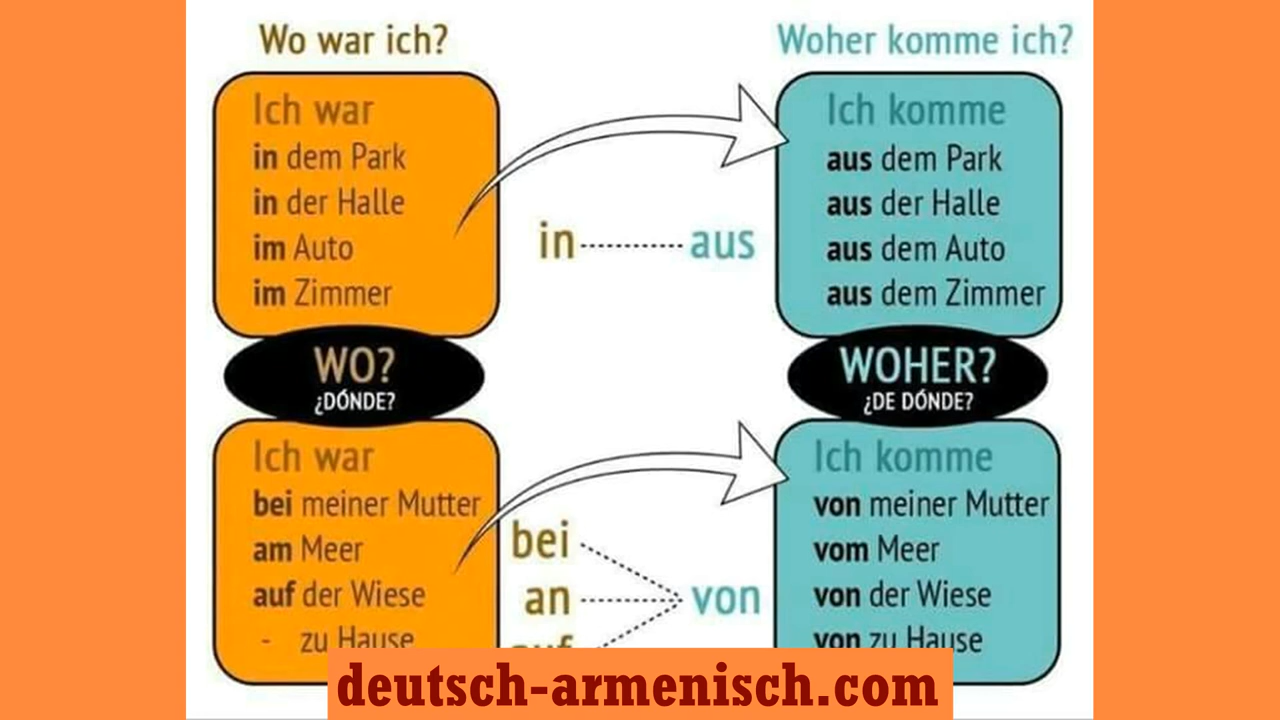 Wo war ich?
Ich war
in dem Park
in der Halle
im Auto
im Zimmer
WO?
¿DÓNDE?
Ich war
bei meiner Mutter
am Meer
auf der Wiese
- zu Hause
in
aus
bei
an
auf
von
Woher komme ich?
Ich komme
aus dem Park
aus der Halle
aus dem Auto
aus dem Zimmer
WOHER?
¿DE DÓNDE?
Ich komme
von meiner Mutter
vom Meer
von der Wiese
von zu Hause
deutsch-armenisch.com